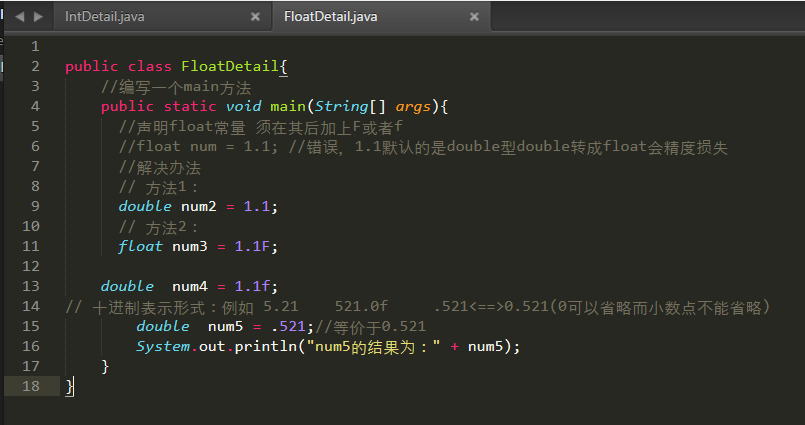 IntDetail.java FloatDetail.java
1
2 public class FloatDetail{
3 //编写一个main方法
4 public static void main(String[] args){
5 //声明float常量 须在其后加上F或者f
6 //float num = 1.1; //错误，1.1默认的是double型double转成float会精度损失
7 //解决办法
8 // 方法1：
9 double num2 = 1.1;
10 // 方法2：
11 float num3 = 1.1F;
12
13 double  num4 = 1.1f;
14 // 十进制表示形式：例如 5.21    521.0f    .521<==>0.521(0可以省略而小数点不能省略)
15 double  num5 = .521;//等价于0.521
16 System.out.println("num5的结果为：" + num5);
17 }
18 }